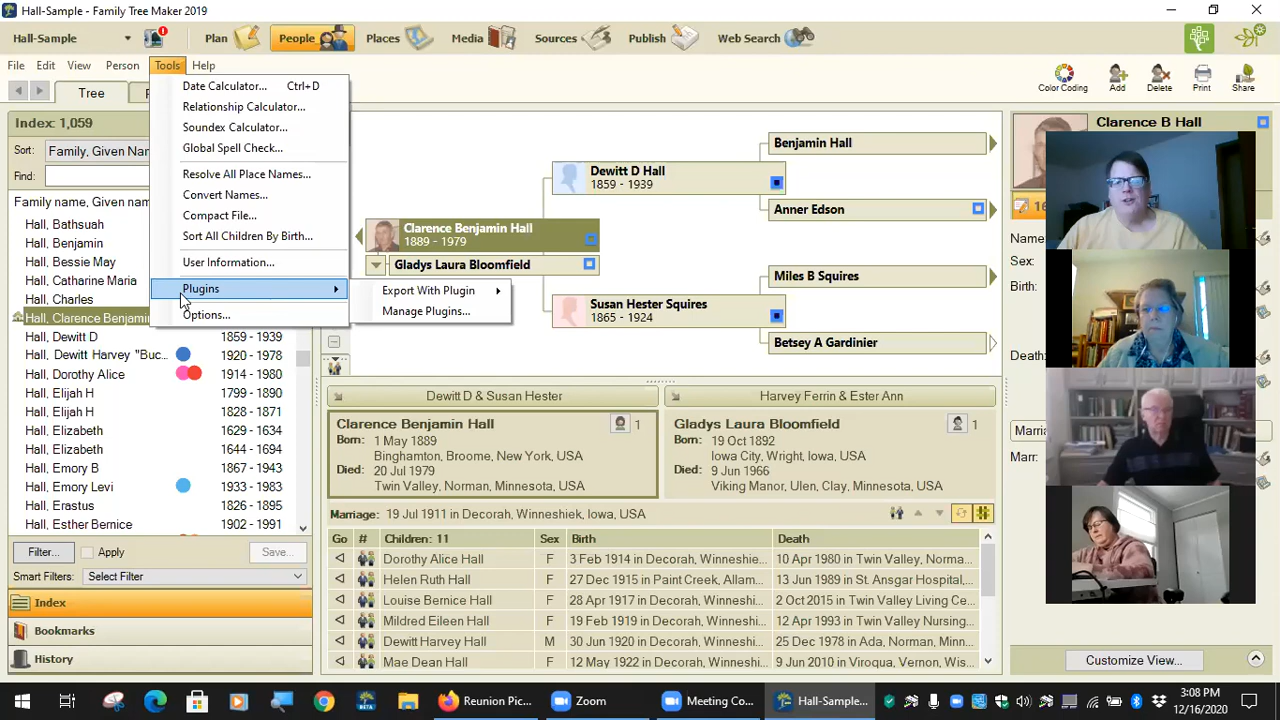 Hall-Sample - Family Tree Maker 2019
Hall-Sample
Plan
People
Places
Media
Sources
Publish
Web Search
File Edit View Person Tools Help
Tree
Color Coding
Add
Delete
Print
Share
Index: 1,059
Sort:
Family, Given Nam
Find:
Family name, Given name
Hall, Bathsuah
Hall, Benjamin
Hall, Bessie May
Hall, Catharine Maria
Hall, Charles
Hall, Clarence Benjamin
Hall, Dewitt D 1859 - 1939
Hall, Dewitt Harvey "Buc... 1920 - 1978
Hall, Dorothy Alice 1914 - 1980
Hall, Elijah H 1799 - 1890
Hall, Elijah H 1828 - 1871
Hall, Elizabeth 1629 - 1634
Hall, Elizabeth 1644 - 1694
Hall, Emory B 1867 - 1943
Hall, Emory Levi 1933 - 1983
Hall, Erastus 1826 - 1895
Hall, Esther Bernice 1902 - 1991
Filter...
Apply
Save...
Smart Filters:
Select Filter
Index
Bookmarks
History
Date Calculator... Ctrl+D
Relationship Calculator...
Soundex Calculator...
Global Spell Check...
Resolve All Place Names...
Convert Names...
Compact File...
Sort All Children By Birth...
User Information...
Plugins
Options...
Export With Plugin
Manage Plugins...
Clarence Benjamin Hall
1889 - 1979
Gladys Laura Bloomfield
Dewitt D Hall
1859 - 1939
Susan Hester Squires
1865 - 1924
Benjamin Hall
Anner Edson
Miles B Squires
Betsey A Gardinier
Dewitt D & Susan Hester
Harvey Ferrin & Ester Ann
Clarence Benjamin Hall
1
Born: 1 May 1889
Binghamton, Broome, New York, USA
Died: 20 Jul 1979
Twin Valley, Norman, Minnesota, USA
Gladys Laura Bloomfield
1
Born: 19 Oct 1892
Iowa City, Wright, Iowa, USA
Died: 9 Jun 1966
Viking Manor, Ulen, Clay, Minnesota, USA
Marriage: 19 Jul 1911 in Decorah, Winneshiek, Iowa, USA
Go # Children: 11 Sex Birth Death
Dorothy Alice Hall F 3 Feb 1914 in Decorah, Winneshie... 10 Apr 1980 in Twin Valley, Norma...
Helen Ruth Hall F 27 Dec 1915 in Paint Creek, Allam... 13 Jun 1989 in St. Ansgar Hospital,...
Louise Bernice Hall F 28 Apr 1917 in Decorah, Winnesh... 2 Oct 2015 in Twin Valley Living Ce...
Mildred Eileen Hall F 19 Feb 1919 in Decorah, Winnesh... 12 Apr 1993 in Twin Valley Nursing...
Dewitt Harvey Hall M 30 Jun 1920 in Decorah, Winnesh... 25 Dec 1978 in Ada, Norman, Minn...
Mae Dean Hall F 12 May 1922 in Decorah, Winnesh... 9 Jun 2010 in Viroqua, Vernon, Wis...
Clarence B Hall
Name:
Sex:
Birth:
Death:
Marria
Marr:
Customize View...
Reunion Pic...
Zoom
Meeting Co...
Hall-Sample...
BETA
3:08 PM
12/16/2020